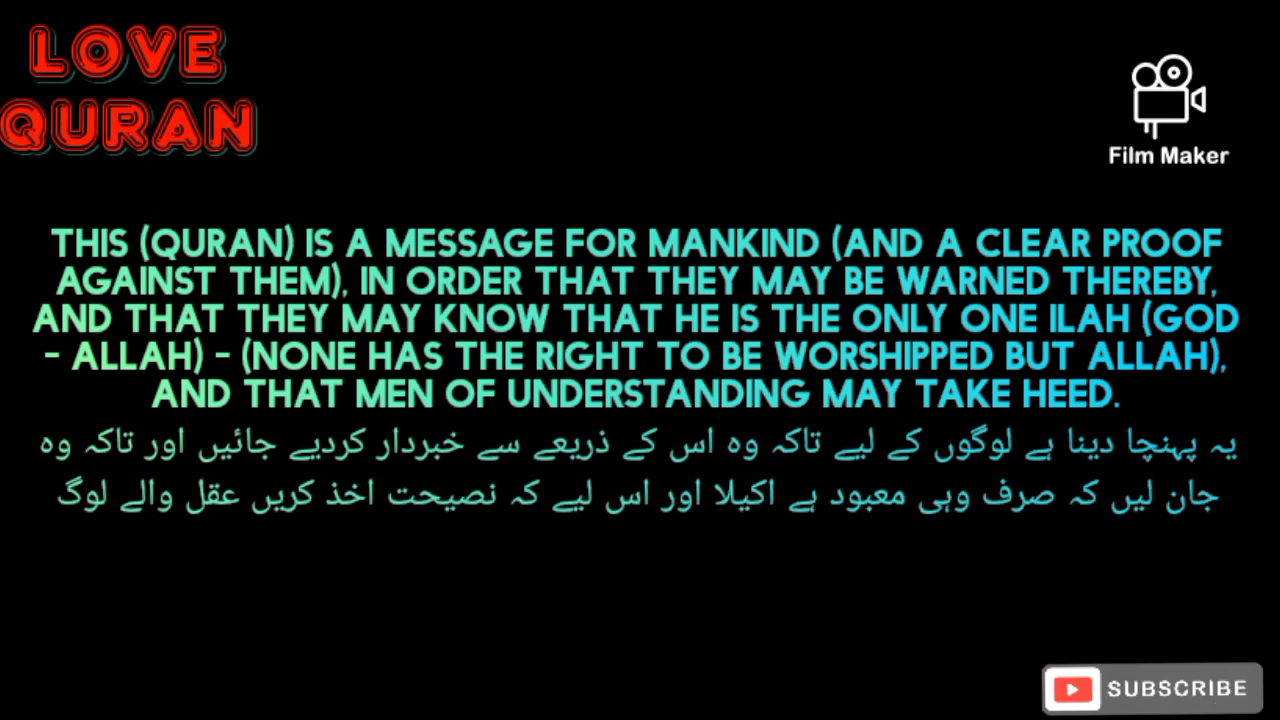 LOVE
QURAN
Film Maker
THIS (QURAN) IS A MESSAGE FOR MANKIND (AND A CLEAR PROOF
AGAINST THEM), IN ORDER THAT THEY MAY BE WARNED THEREBY,
AND THAT THEY MAY KNOW THAT HE IS THE ONLY ONE ILAH (GOD
- ALLAH) - (NONE HAS THE RIGHT TO BE WORSHIPPED BUT ALLAH),
AND THAT MEN OF UNDERSTANDING MAY TAKE HEED.
یہ پہنچا دینا ہے لوگوں کے لیے تاکہ وہ اس کے ذریعے سے خبردار کردیے جائیں اور تاکہ وہ
جان لیں کہ صرف وہی معبود ہے اکیلا اور اس لیے کہ نصیحت اخذ کریں عقل والے لوگ
SUBSCRIBE